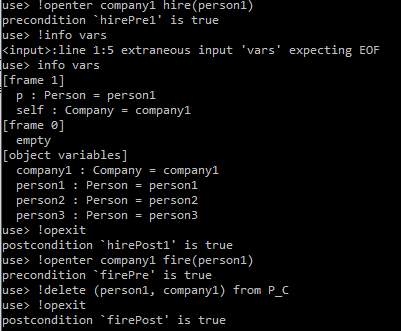 use> !openter company1 hire(person1)
precondition `hirePre1' is true
use> !info vars
<input>:line 1:5 extraneous input 'vars' expecting EOF
use> info vars
[frame 1]
  p : Person = person1
  self : Company = company1
[frame 0]
  empty
[object variables]
  company1 : Company = company1
  person1 : Person = person1
  person2 : Person = person2
  person3 : Person = person3
use> !opexit
postcondition `hirePost1' is true
use> !openter company1 fire(person1)
precondition `firePre' is true
use> !delete (person1, company1) from P_C
use> !opexit
postcondition `firePost' is true